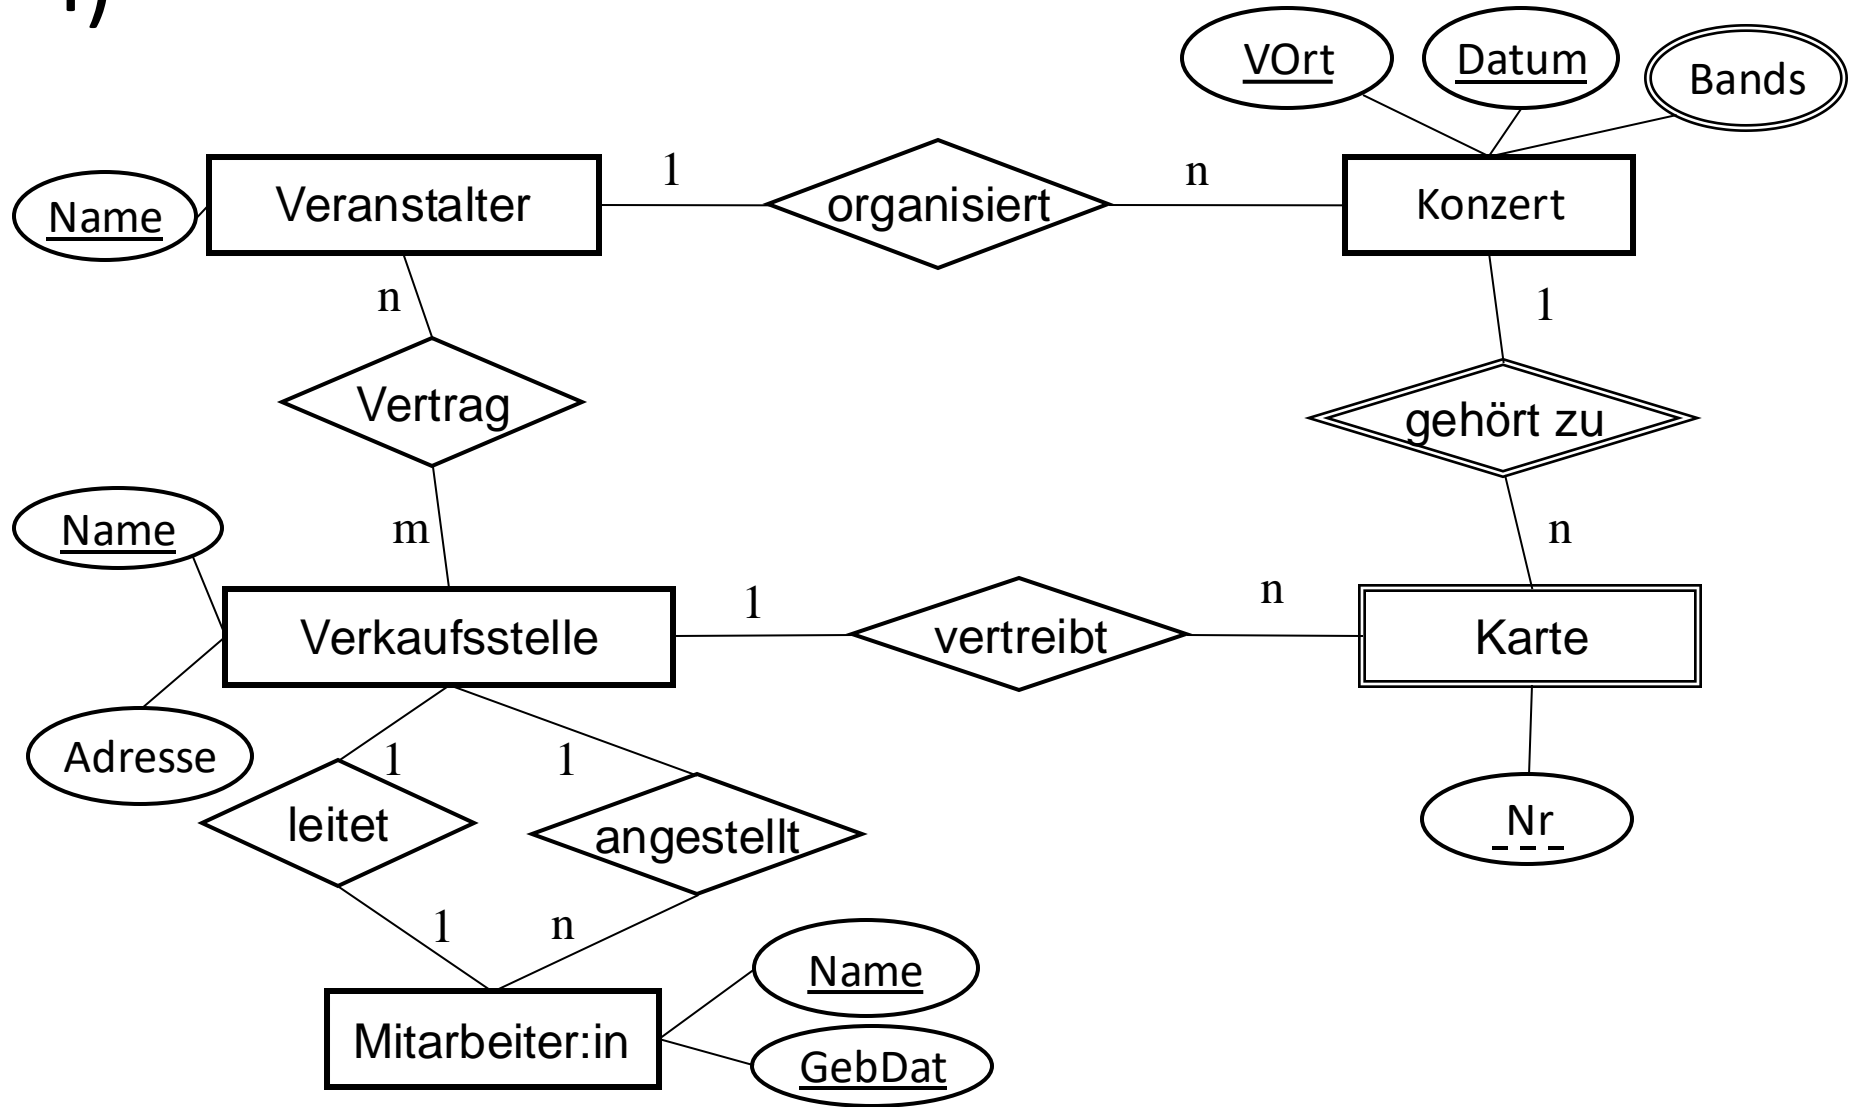 VOrt
Datum
Bands
Name
Veranstalter
1
organisiert
n
Konzert
n
1
Vertrag
gehört zu
m
n
Name
Verkaufsstelle
1
vertreibt
n
Karte
Adresse
1
1
leitet
angestellt
Nr
1
n
Name
Mitarbeiter:in
GebDat